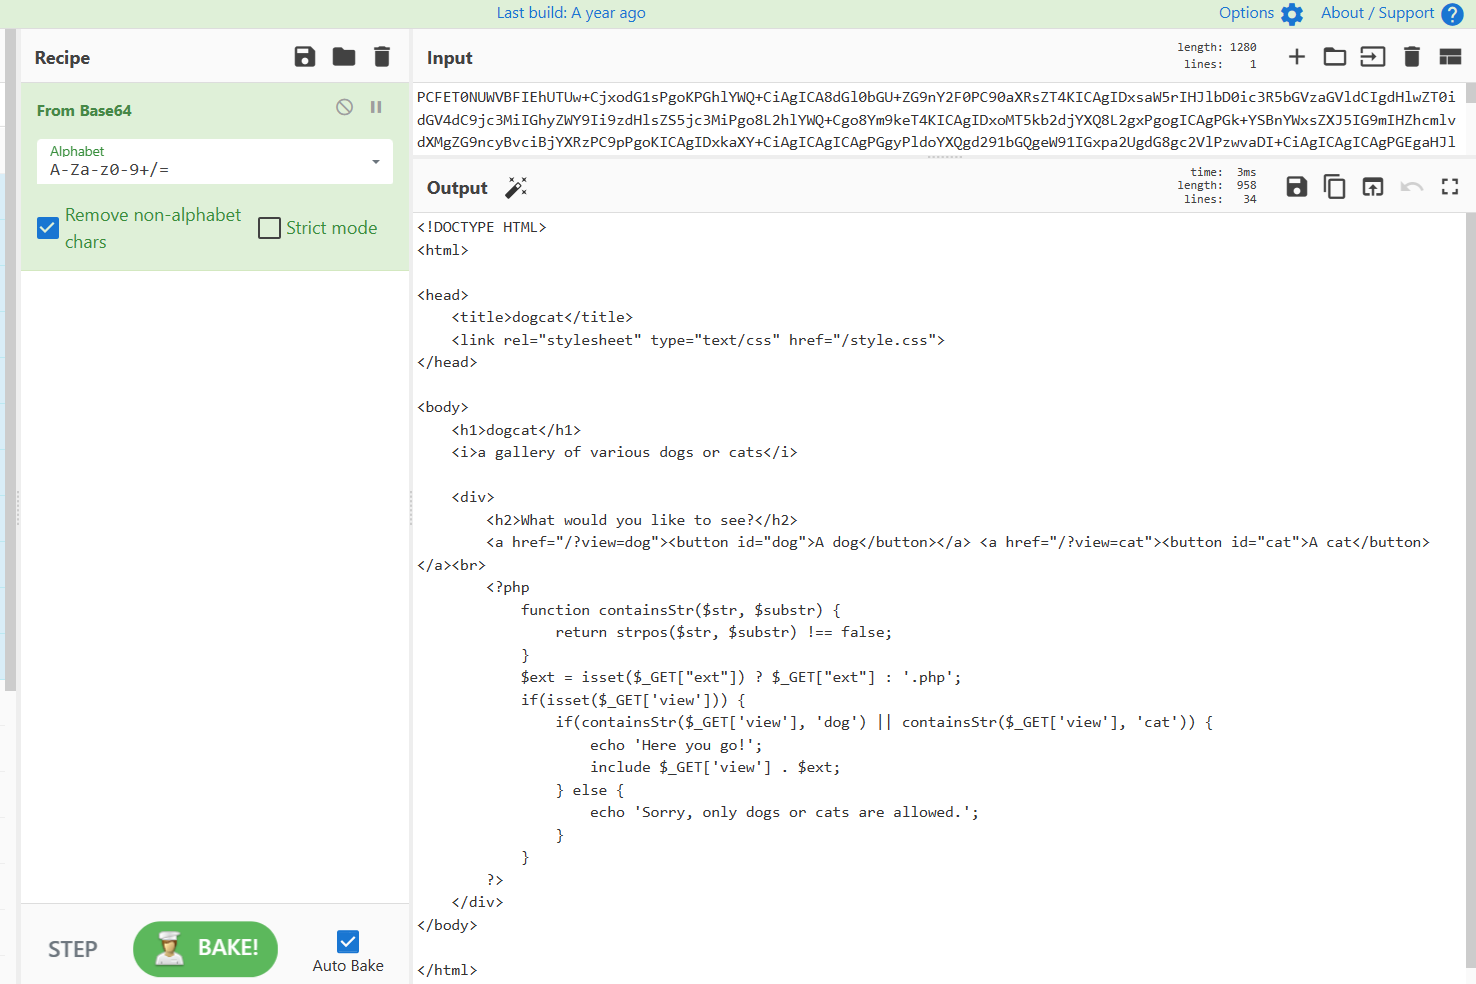 Last build: A year ago
Options
About / Support
Recipe
From Base64
Alphabet
A-Za-z0-9+/=
Remove non-alphabet
chars
Strict mode
STEP
BAKE!
Auto Bake
Input
length: 1280
lines: 1
PCFET0NUWVBFIEhUTUw+CjxodG1sPgoKPGhlYWQ+CiAgICA8dGl0bGU+ZG9nY2F0PC90aXRsZT4KICAgIDxsaW5rIHJlbD0ic3R5bGVzaGVldCIgdHlwZT0i
dGV4dC9jc3MiIGhyZWY9Ii9zdHlsZS5jc3MiPgo8L2hlYWQ+Cgo8Ym9keT4KICAgIDxoMT5kb2djYXQ8L2gxPgogICAgPGk+YSBnYWxsZXJ5IG9mIHZhcmlv
dXMgZG9ncyBvciBjYXRzPC9pPgoKICAgIDxkaXY+CiAgICAgICAgPGgyPldoYXQgd291bGQgeW91IGxpa2UgdG8gc2VlPzwvaDI+CiAgICAgICAgPGEgaHJl
Output
time: 3ms
length: 958
lines: 34
<!DOCTYPE HTML>
<html>
<head>
    <title>dogcat</title>
    <link rel="stylesheet" type="text/css" href="/style.css">
</head>
<body>
    <h1>dogcat</h1>
    <i>a gallery of various dogs or cats</i>
    <div>
        <h2>What would you like to see?</h2>
        <a href="/?view=dog"><button id="dog">A dog</button></a> <a href="/?view=cat"><button id="cat">A cat</button>
</a><br>
        <?php
            function containsStr($str, $substr) {
                return strpos($str, $substr) !== false;
            }
            $ext = isset($_GET["ext"]) ? $_GET["ext"] : '.php';
            if(isset($_GET['view'])) {
                if(containsStr($_GET['view'], 'dog') || containsStr($_GET['view'], 'cat')) {
                    echo 'Here you go!';
                    include $_GET['view'] . $ext;
                } else {
                    echo 'Sorry, only dogs or cats are allowed.';
                }
            }
        ?>
    </div>
</body>
</html>